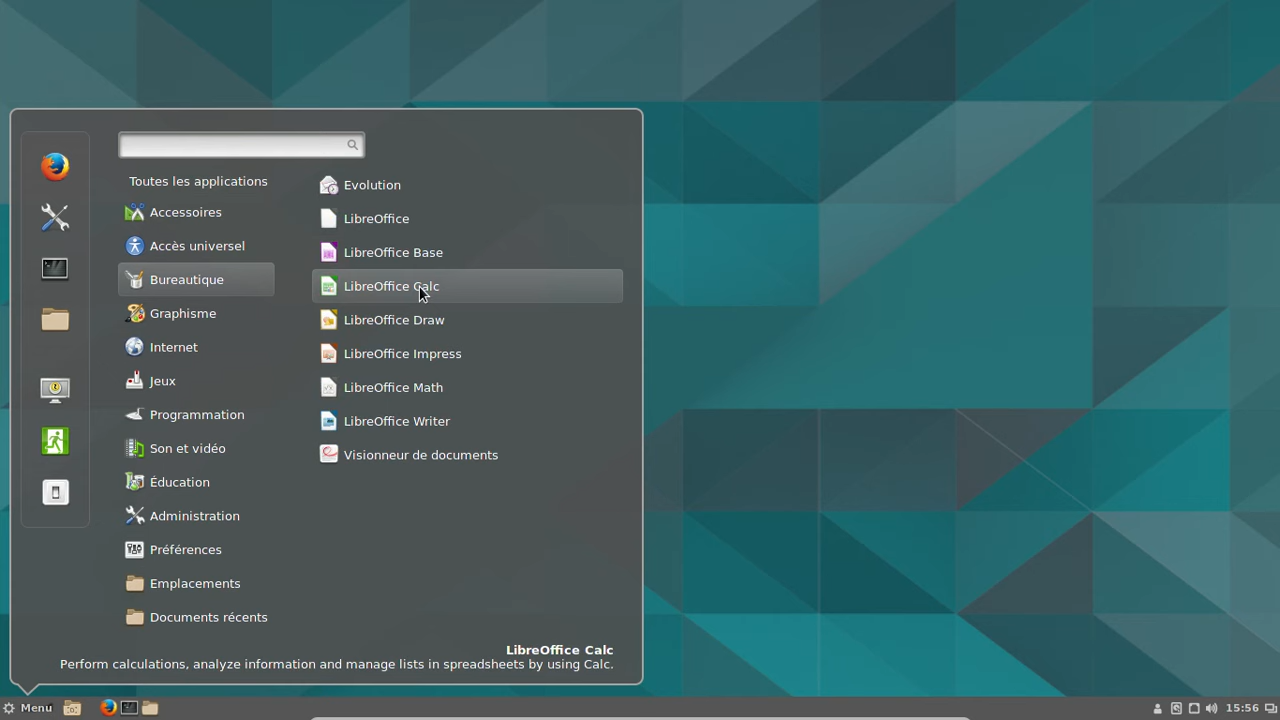 Toutes les applications
Accessoires
Accès universel
Bureautique
Graphisme
Internet
Jeux
Programmation
Son et vidéo
Éducation
Administration
Préférences
Emplacements
Documents récents
Evolution
LibreOffice
LibreOffice Base
LibreOffice Calc
LibreOffice Draw
LibreOffice Impress
LibreOffice Math
LibreOffice Writer
Visionneur de documents
LibreOffice Calc
Perform calculations, analyze information and manage lists in spreadsheets by using Calc.
Menu
15:56